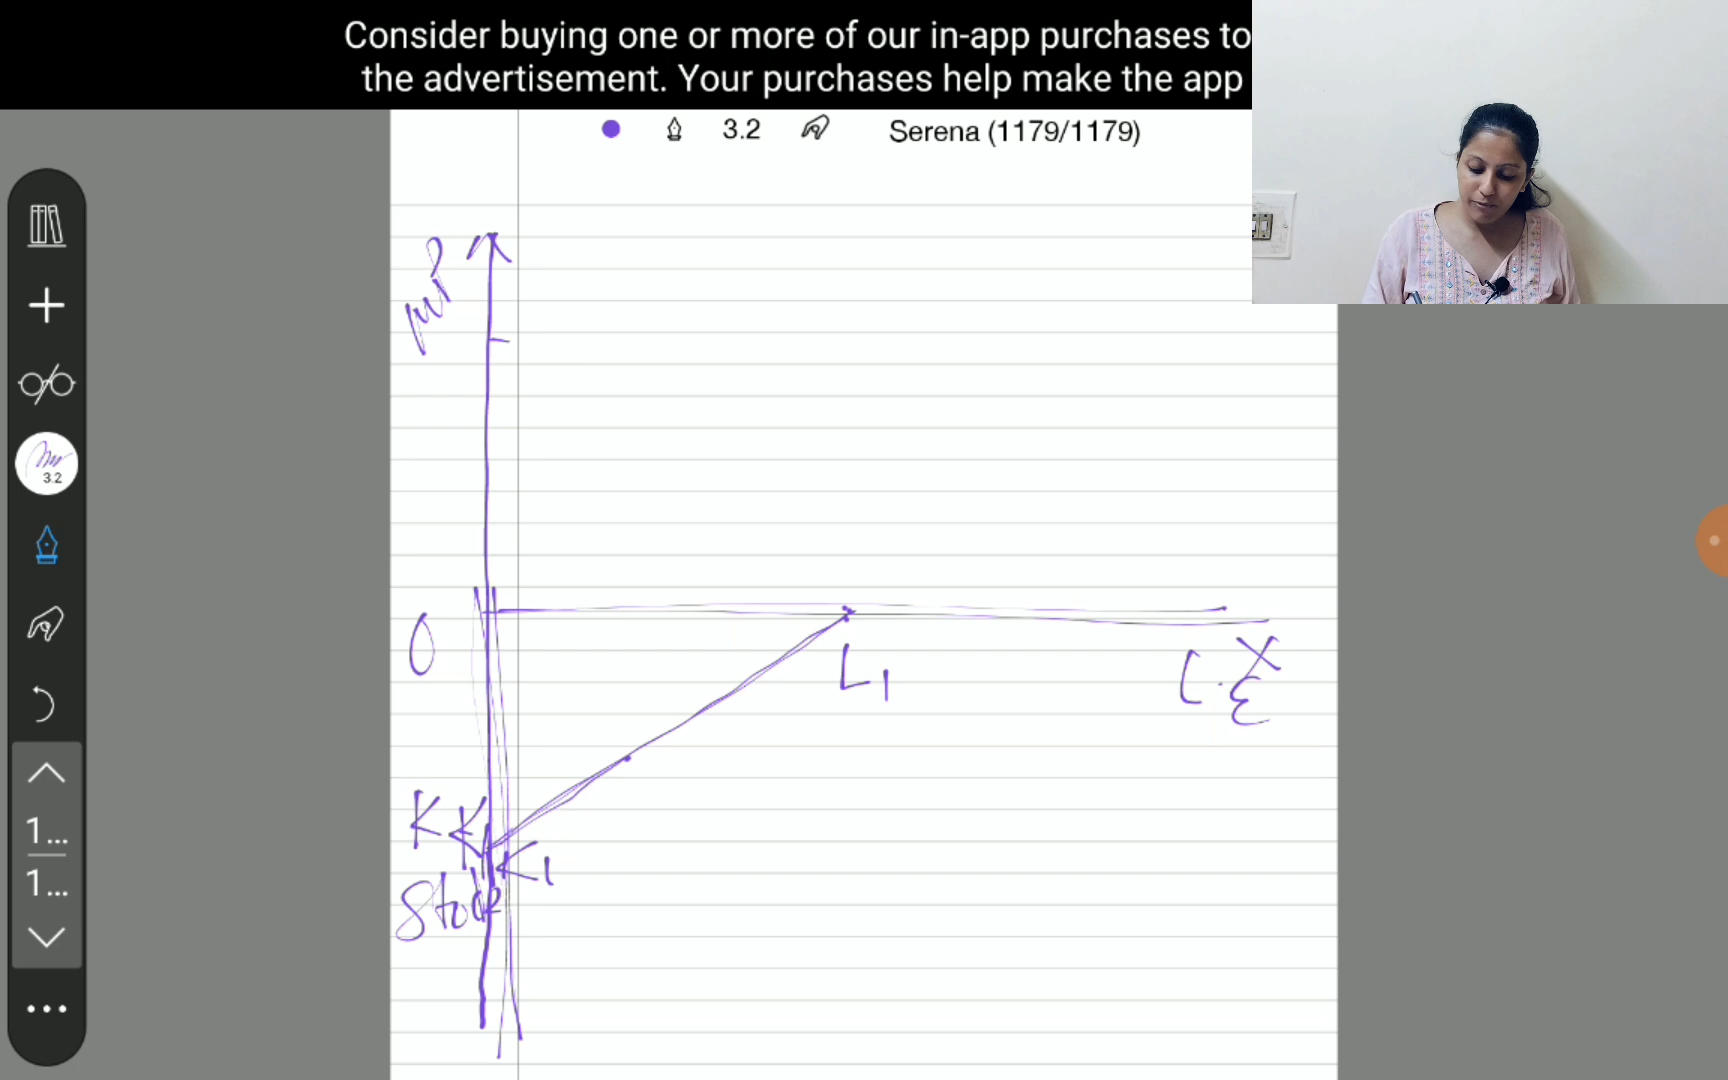 Consider buying one or more of our in-app purchases to
the advertisement. Your purchases help make the app
3.2 Serena (1179/1179)
3.2
O
L1
X
K K1
K1
Stock
1...
1...